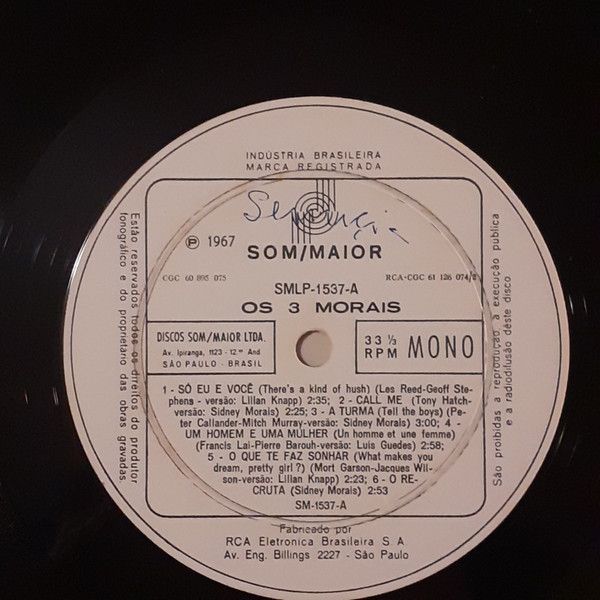 INDÚSTRIA BRASILEIRA
MARCA REGISTRADA
℗ 1967
SOM/MAIOR
CGC 60 895 075
RCA-CGC 61 126 074/2
SMLP-1537-A
OS 3 MORAIS
DISCOS SOM/MAIOR LTDA.
Av. Ipiranga, 1123 - 12º And
SÃO PAULO - BRASIL
33 ⅓
RPM MONO
1 - SÓ EU E VOCÊ (There's a kind of hush) (Les Reed-Geoff Ste-
phens - versão: Lilian Knapp) 2:35; 2 - CALL ME (Tony Hatch-
versão: Sidney Morais) 2:25; 3 - A TURMA (Tell the boys) (Pe-
ter Callander-Mitch Murray-versão: Sidney Morais) 3:00; 4 -
UM HOMEM E UMA MULHER (Un homme et une femme)
(Francis Lai-Pierre Barouh-versão: Luis Guedes) 2:58;
5 - O QUE TE FAZ SONHAR (What makes you
dream, pretty girl?) (Mort Garson-Jacques Wil-
son-versão: Lilian Knapp) 2:23; 6 - O RE-
CRUTA (Sidney Morais) 2:53
SM-1537-A
Fabricado por
RCA Eletronica Brasileira S A
Av. Eng. Billings 2227 - São Paulo
Estão reservados todos os direitos do produtor
fonográfico e do proprietário das obras gravadas.
São proibidas a reprodução, a execução publica
e a radiodifusão dêste disco